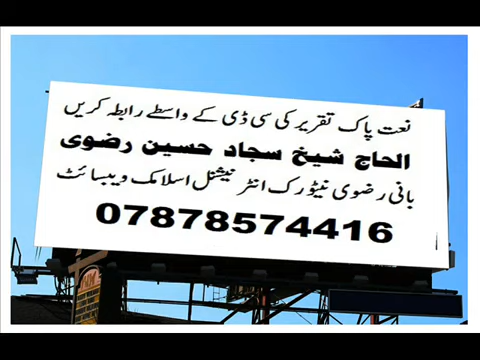 نعت پاک تقریر کی سی ڈی کے واسطے رابطہ کریں
الحاج شیخ سجاد حسین رضوی
بانی رضوی نیٹورک انٹرنیشنل اسلامک ویبسائٹ
07878574416